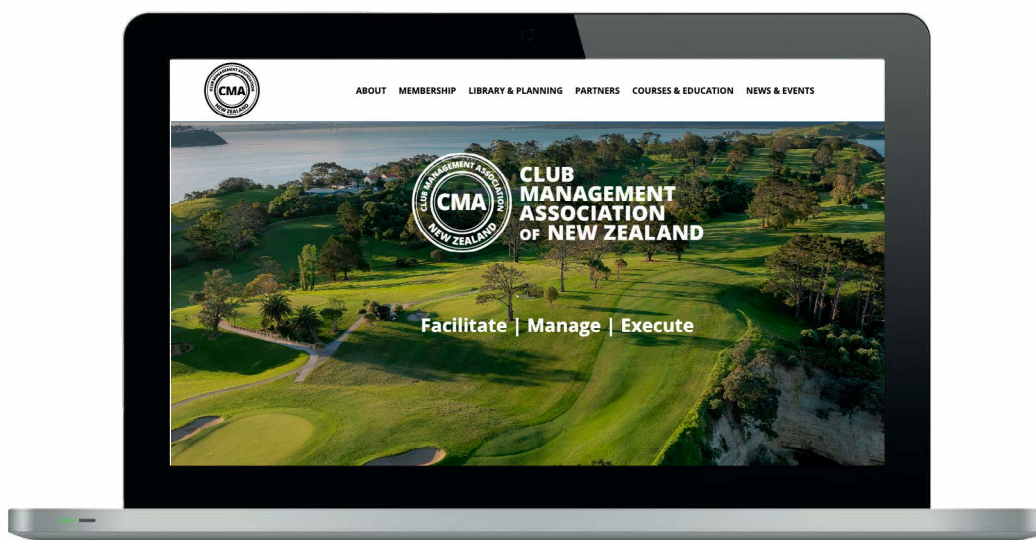 CLUB MANAGEMENT ASSOCIATION
CMA
NEW ZEALAND
ABOUT MEMBERSHIP LIBRARY & PLANNING PARTNERS COURSES & EDUCATION NEWS & EVENTS
CLUB MANAGEMENT ASSOCIATION
CMA
NEW ZEALAND
CLUB
MANAGEMENT
ASSOCIATION
OF NEW ZEALAND
Facilitate | Manage | Execute